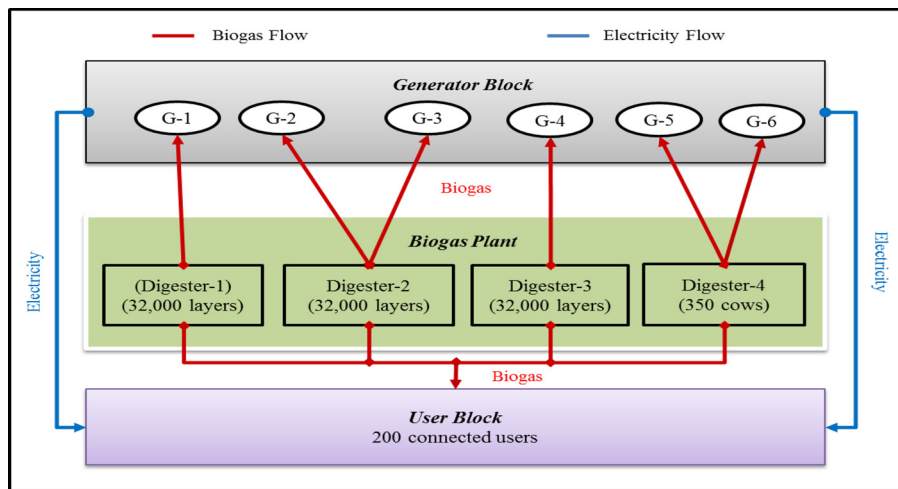 Biogas Flow
Electricity Flow
Generator Block
G-1
G-2
G-3
G-4
G-5
G-6
Biogas
Electricity
Electricity
Biogas Plant
(Digester-1)
(32,000 layers)
Digester-2
(32,000 layers)
Digester-3
(32,000 layers)
Digester-4
(350 cows)
Biogas
User Block
200 connected users